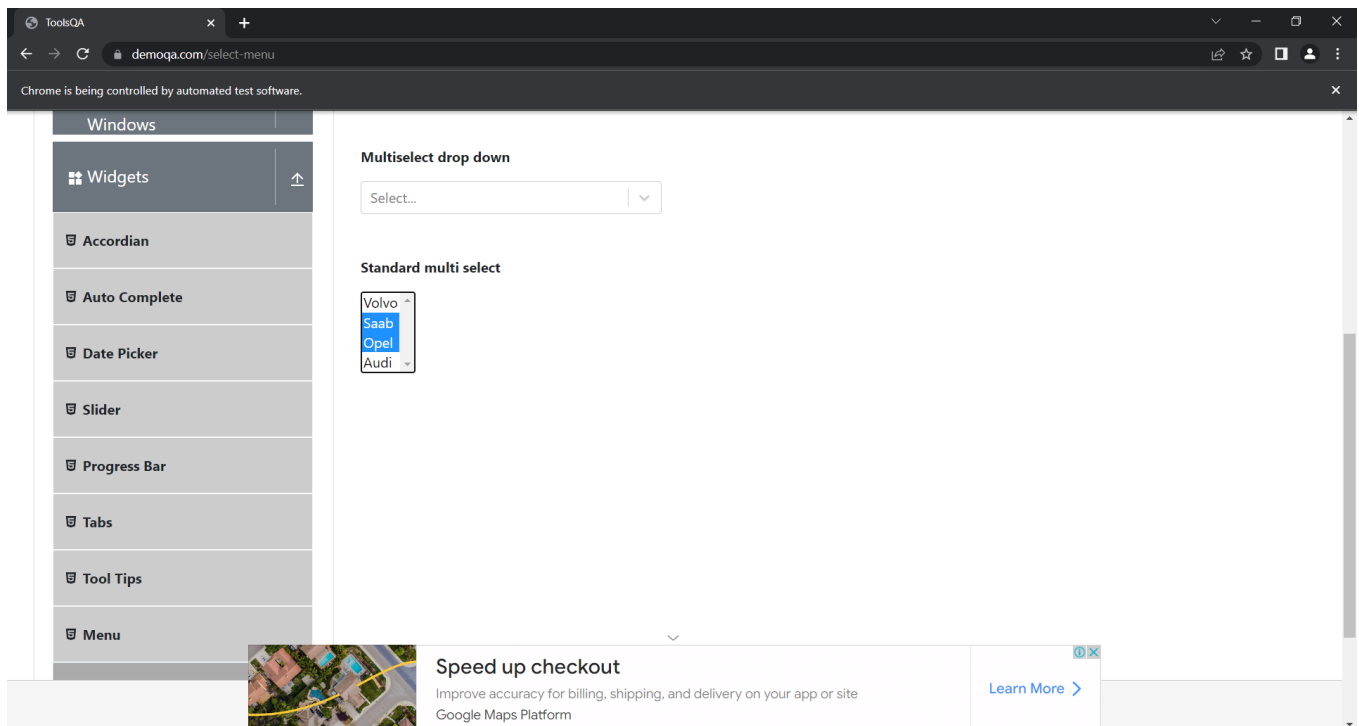 ToolsQA
demoqa.com/select-menu
Chrome is being controlled by automated test software.
Windows
Widgets
Accordian
Auto Complete
Date Picker
Slider
Progress Bar
Tabs
Tool Tips
Menu
Multiselect drop down
Select...
Standard multi select
Volvo
Saab
Opel
Audi
Speed up checkout
Improve accuracy for billing, shipping, and delivery on your app or site
Google Maps Platform
Learn More